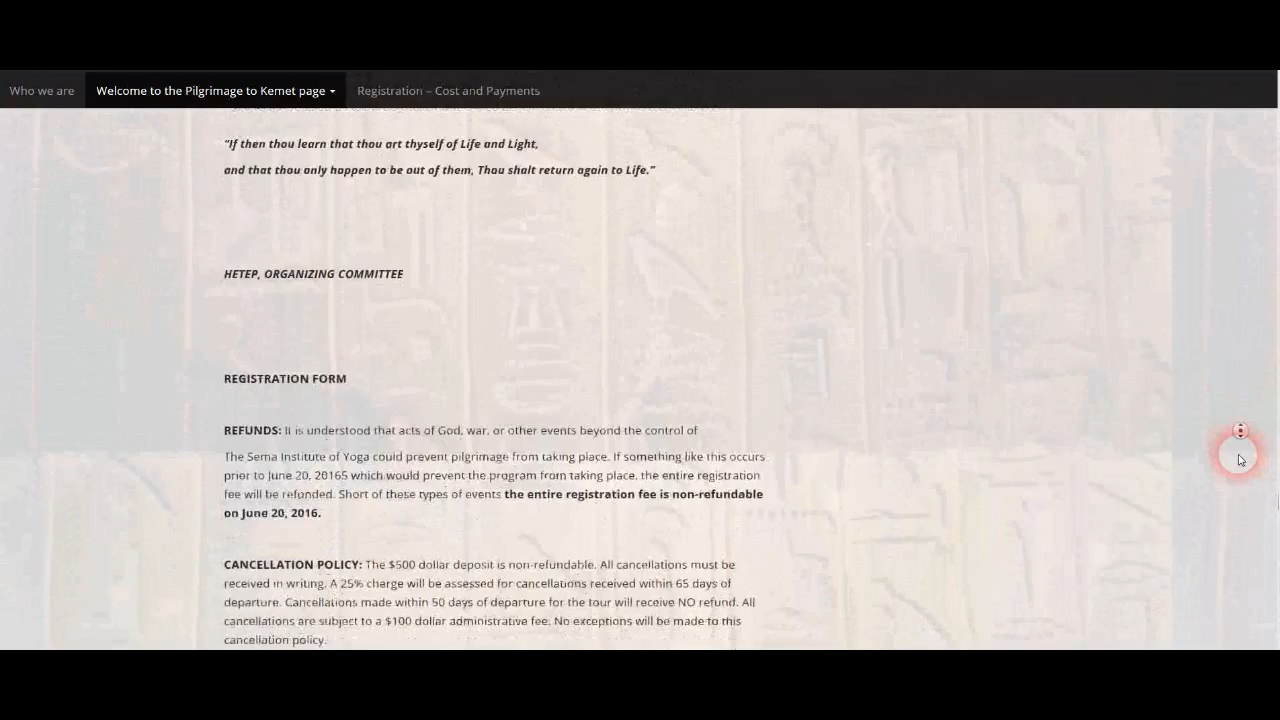 Who we are
Welcome to the Pilgrimage to Kemet page
Registration – Cost and Payments
“If then thou learn that thou art thyself of Life and Light,
and that thou only happen to be out of them, Thou shalt return again to Life.”
HETEP, ORGANIZING COMMITTEE
REGISTRATION FORM
REFUNDS: It is understood that acts of God, war, or other events beyond the control of
The Sema Institute of Yoga could prevent pilgrimage from taking place. If something like this occurs
prior to June 20, 20165 which would prevent the program from taking place, the entire registration
fee will be refunded. Short of these types of events the entire registration fee is non-refundable
on June 20, 2016.
CANCELLATION POLICY: The $500 dollar deposit is non-refundable. All cancellations must be
received in writing. A 25% charge will be assessed for cancellations received within 65 days of
departure. Cancellations made within 50 days of departure for the tour will receive NO refund. All
cancellations are subject to a $100 dollar administrative fee. No exceptions will be made to this
cancellation policy.